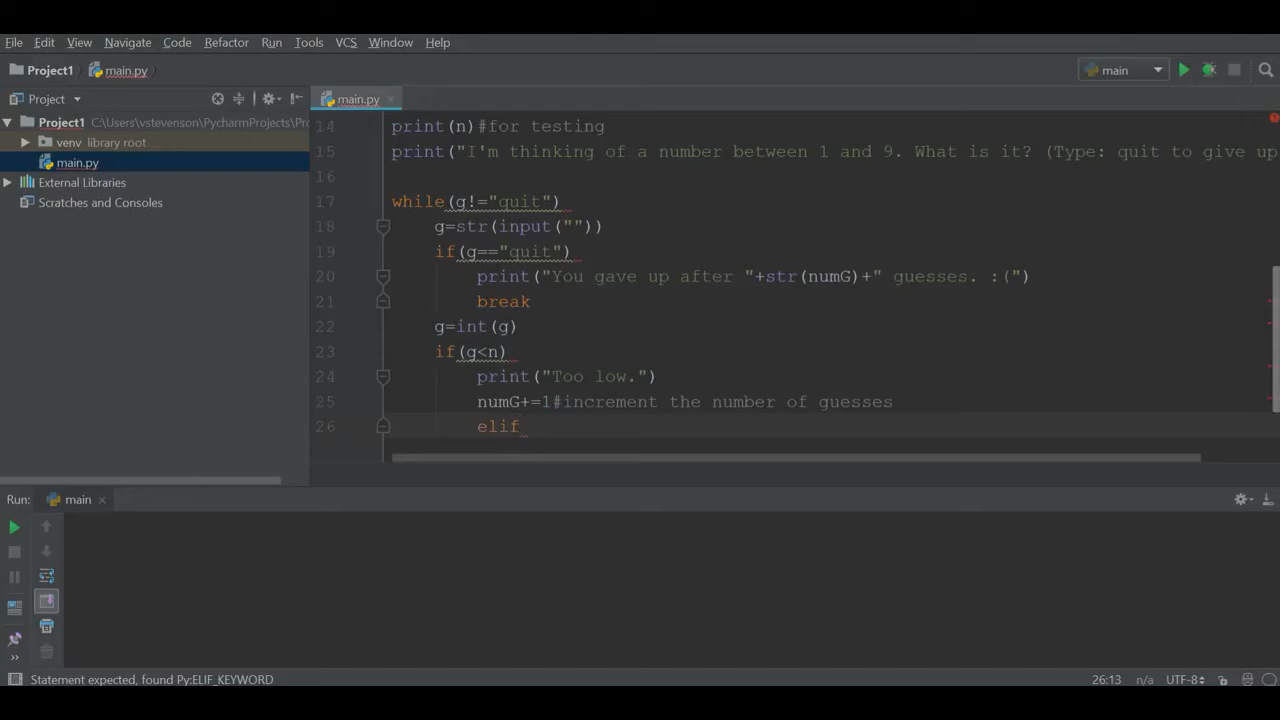 File Edit View Navigate Code Refactor Run Tools VCS Window Help
Project1 main.py main
Project main.py
Project1 C:\Users\vstevenson\PycharmProjects\Pro
venv library root
main.py
External Libraries
Scratches and Consoles
14 print(n)#for testing
15 print("I'm thinking of a number between 1 and 9. What is it? (Type: quit to give up
16
17 while(g!="quit")
18 g=str(input(""))
19 if(g=="quit")
20 print("You gave up after "+str(numG)+" guesses. :(")
21 break
22 g=int(g)
23 if(g<n)
24 print("Too low.")
25 numG+=1#increment the number of guesses
26 elif
Run: main
Statement expected, found Py:ELIF_KEYWORD 26:13 n/a UTF-8